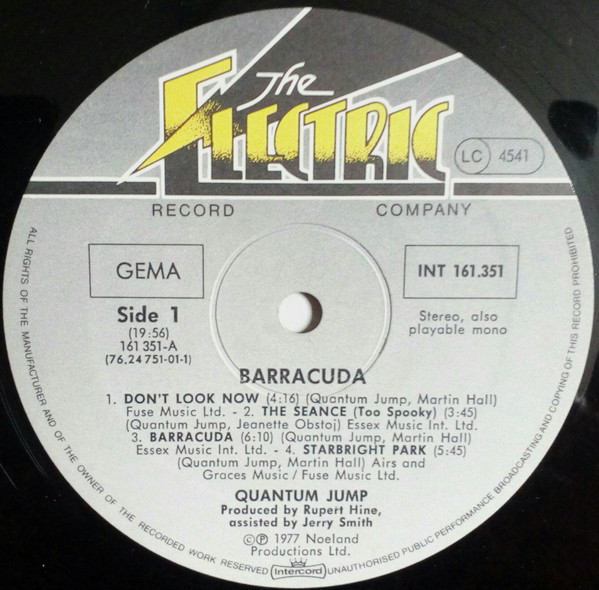 The
ELECTRIC
LC 4541
RECORD COMPANY
GEMA
INT 161.351
Side 1
(19:56)
161 351-A
(76,24 751-01-1)
Stereo, also
playable mono
BARRACUDA
1. DON'T LOOK NOW (4:16) (Quantum Jump, Martin Hall)
Fuse Music Ltd. - 2. THE SEANCE (Too Spooky) (3:45)
(Quantum Jump, Jeanette Obstoj) Essex Music Int. Ltd.
3. BARRACUDA (6:10) (Quantum Jump, Martin Hall)
Essex Music Int. Ltd. - 4. STARBRIGHT PARK (5:45)
(Quantum Jump, Martin Hall) Airs and
Graces Music / Fuse Music Ltd.
QUANTUM JUMP
Produced by Rupert Hine,
assisted by Jerry Smith
©℗ 1977 Noeland
Productions Ltd.
ALL RIGHTS OF THE MANUFACTURER AND OF THE OWNER OF THE RECORDED WORK RESERVED
Intercord
UNAUTHORISED PUBLIC PERFORMANCE BROADCASTING AND COPYING OF THIS RECORD PROHIBITED